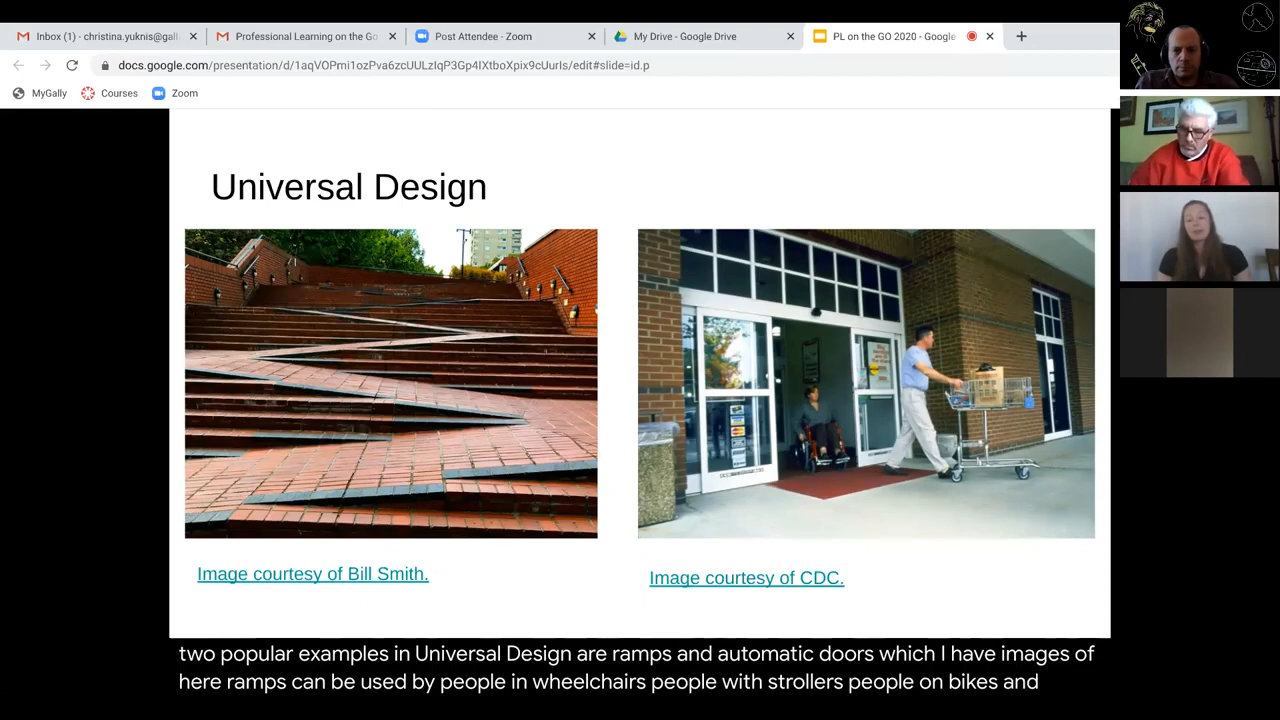 Inbox (1) - christina.yuknis@gall
Professional Learning on the Go
Post Attendee - Zoom
My Drive - Google Drive
PL on the GO 2020 - Google
docs.google.com/presentation/d/1aqVOPmi1ozPva6zcUULzIqP3Gp4IXtboXpix9cUurIs/edit#slide=id.p
MyGally
Courses
Zoom
Universal Design
Image courtesy of Bill Smith.
Image courtesy of CDC.
two popular examples in Universal Design are ramps and automatic doors which I have images of
here ramps can be used by people in wheelchairs people with strollers people on bikes and